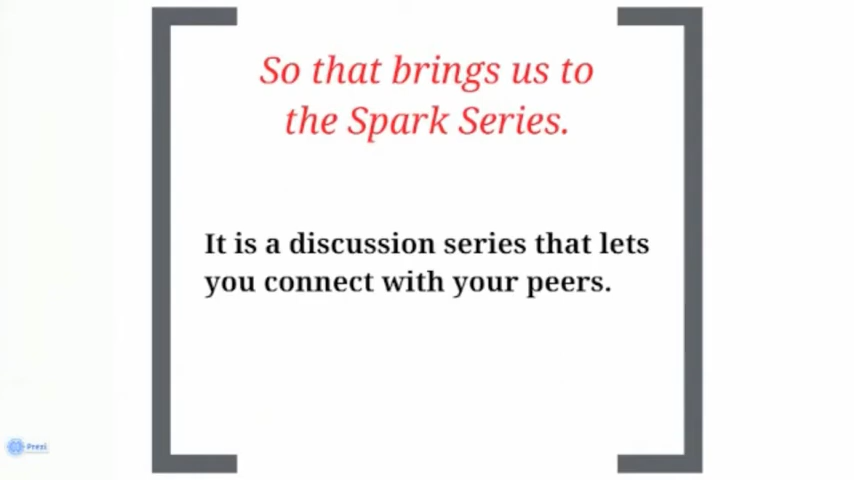 So that brings us to
the Spark Series.
It is a discussion series that lets
you connect with your peers.
Prezi